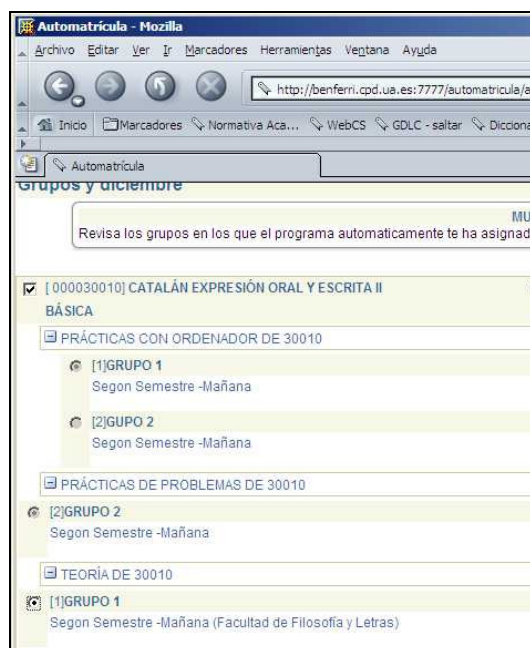 Automatrícula - Mozilla
Archivo Editar Ver Ir Marcadores Herramientas Ventana Ayuda
http://benferri.cpd.ua.es:7777/automatricula/a
Inicio Marcadores Normativa Aca... WebCS GDLC - saltar Dicciona
Automatrícula
Grupos y diciembre
MU
Revisa los grupos en los que el programa automaticamente te ha asignad
[ 000030010] CATALÁN EXPRESIÓN ORAL Y ESCRITA II
BÁSICA
PRÁCTICAS CON ORDENADOR DE 30010
[1]GRUPO 1
Segon Semestre -Mañana
[2]GUPO 2
Segon Semestre -Mañana
PRÁCTICAS DE PROBLEMAS DE 30010
[2]GRUPO 2
Segon Semestre -Mañana
TEORÍA DE 30010
[1]GRUPO 1
Segon Semestre -Mañana (Facultad de Filosofía y Letras)